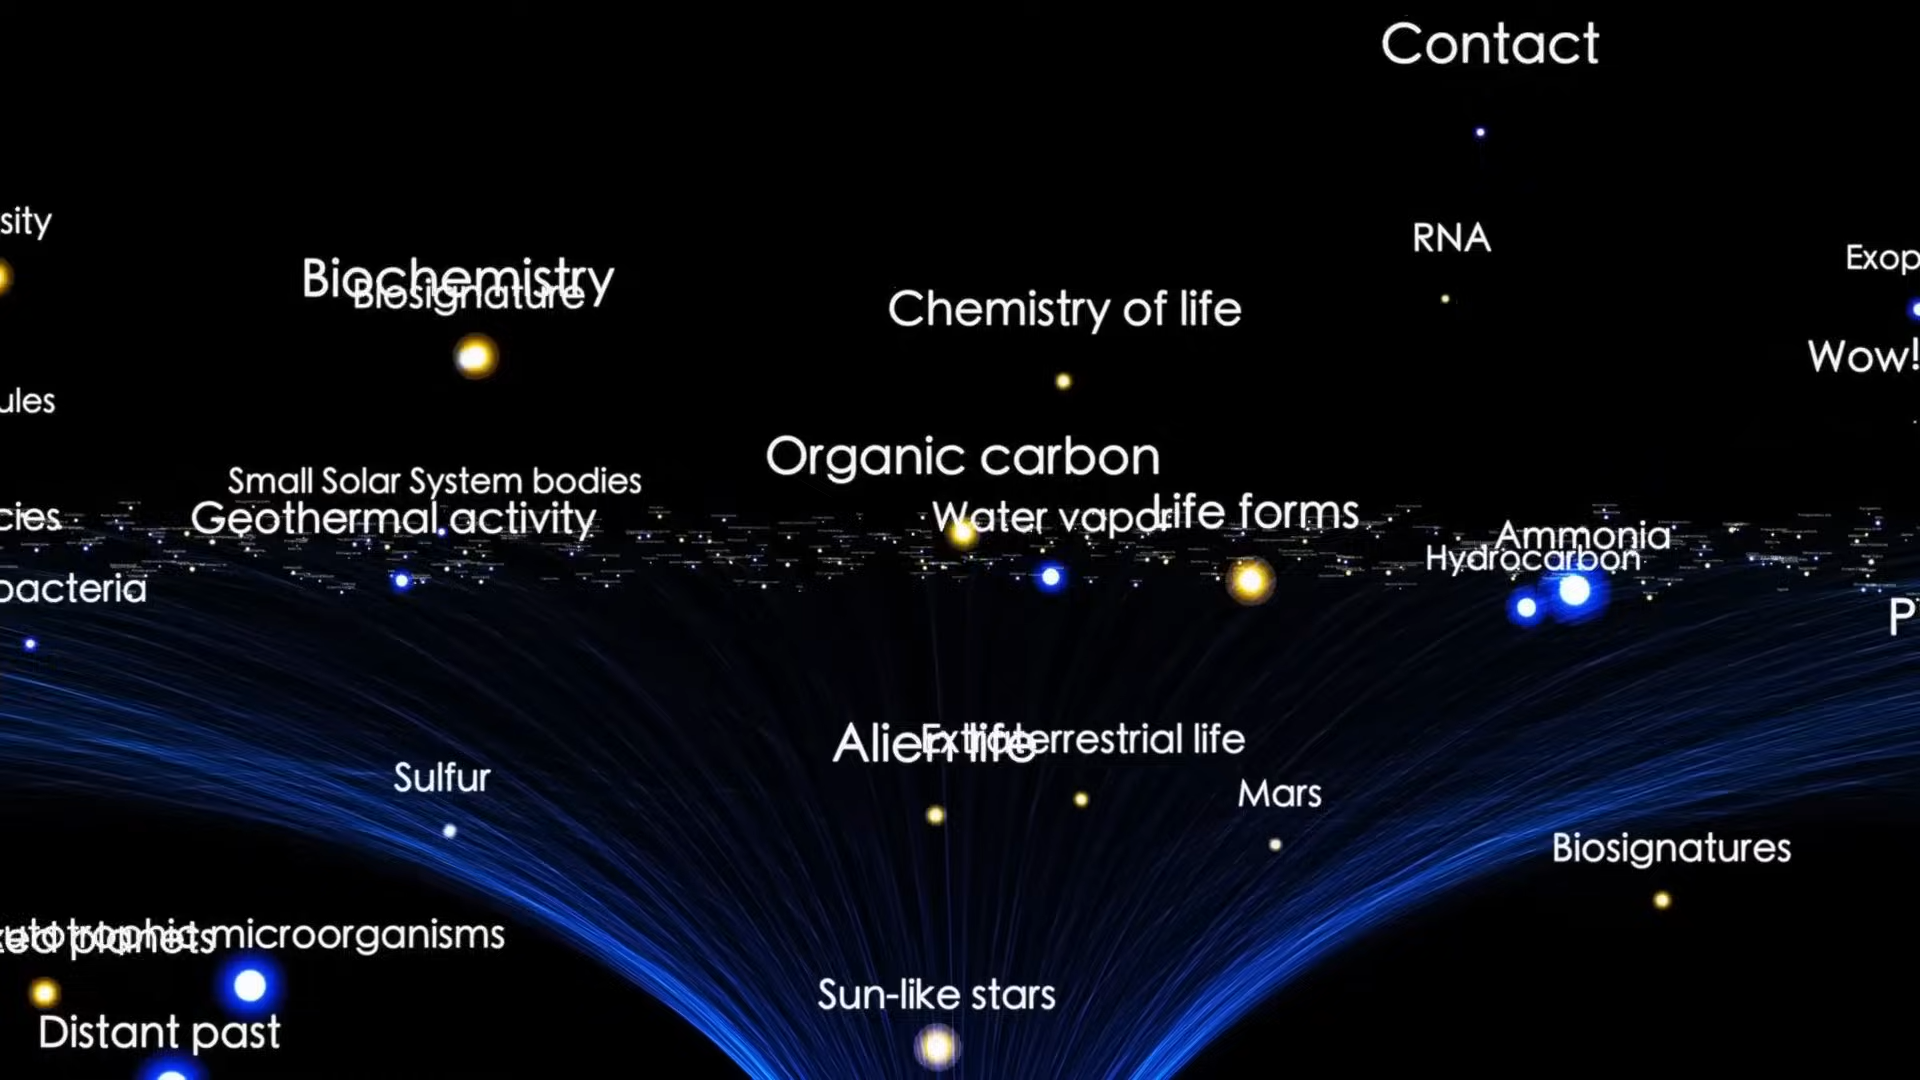 Contact
sity
RNA
Exop
Biochemistry
Biosignature
Chemistry of life
Wow!
ules
Organic carbon
Small Solar System bodies
cies
Geothermal activity
Water vapor
Life forms
Ammonia
Hydrocarbon
bacteria
P
Alien life
Extraterrestrial life
Sulfur
Mars
Biosignatures
utotrophic microorganisms
planets
Sun-like stars
Distant past